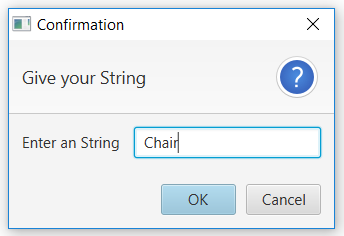 Confirmation
Give your String
?
Enter an String Chair
OK Cancel